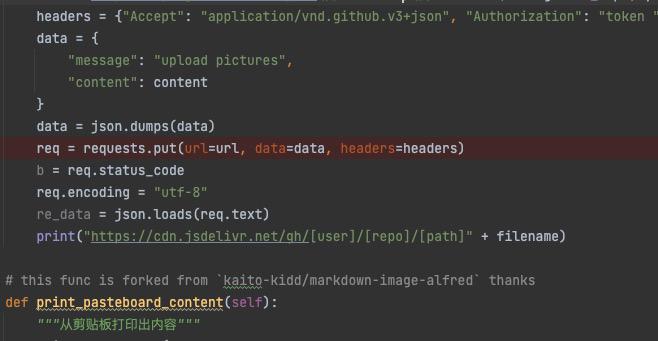 headers = {"Accept": "application/vnd.github.v3+json", "Authorization": "token "
data = {
"message": "upload pictures",
"content": content
}
data = json.dumps(data)
req = requests.put(url=url, data=data, headers=headers)
b = req.status_code
req.encoding = "utf-8"
re_data = json.loads(req.text)
print("https://cdn.jsdelivr.net/gh/[user]/[repo]/[path]" + filename)
# this func is forked from `kaito-kidd/markdown-image-alfred` thanks
def print_pasteboard_content(self):
"""从剪贴板打印出内容"""